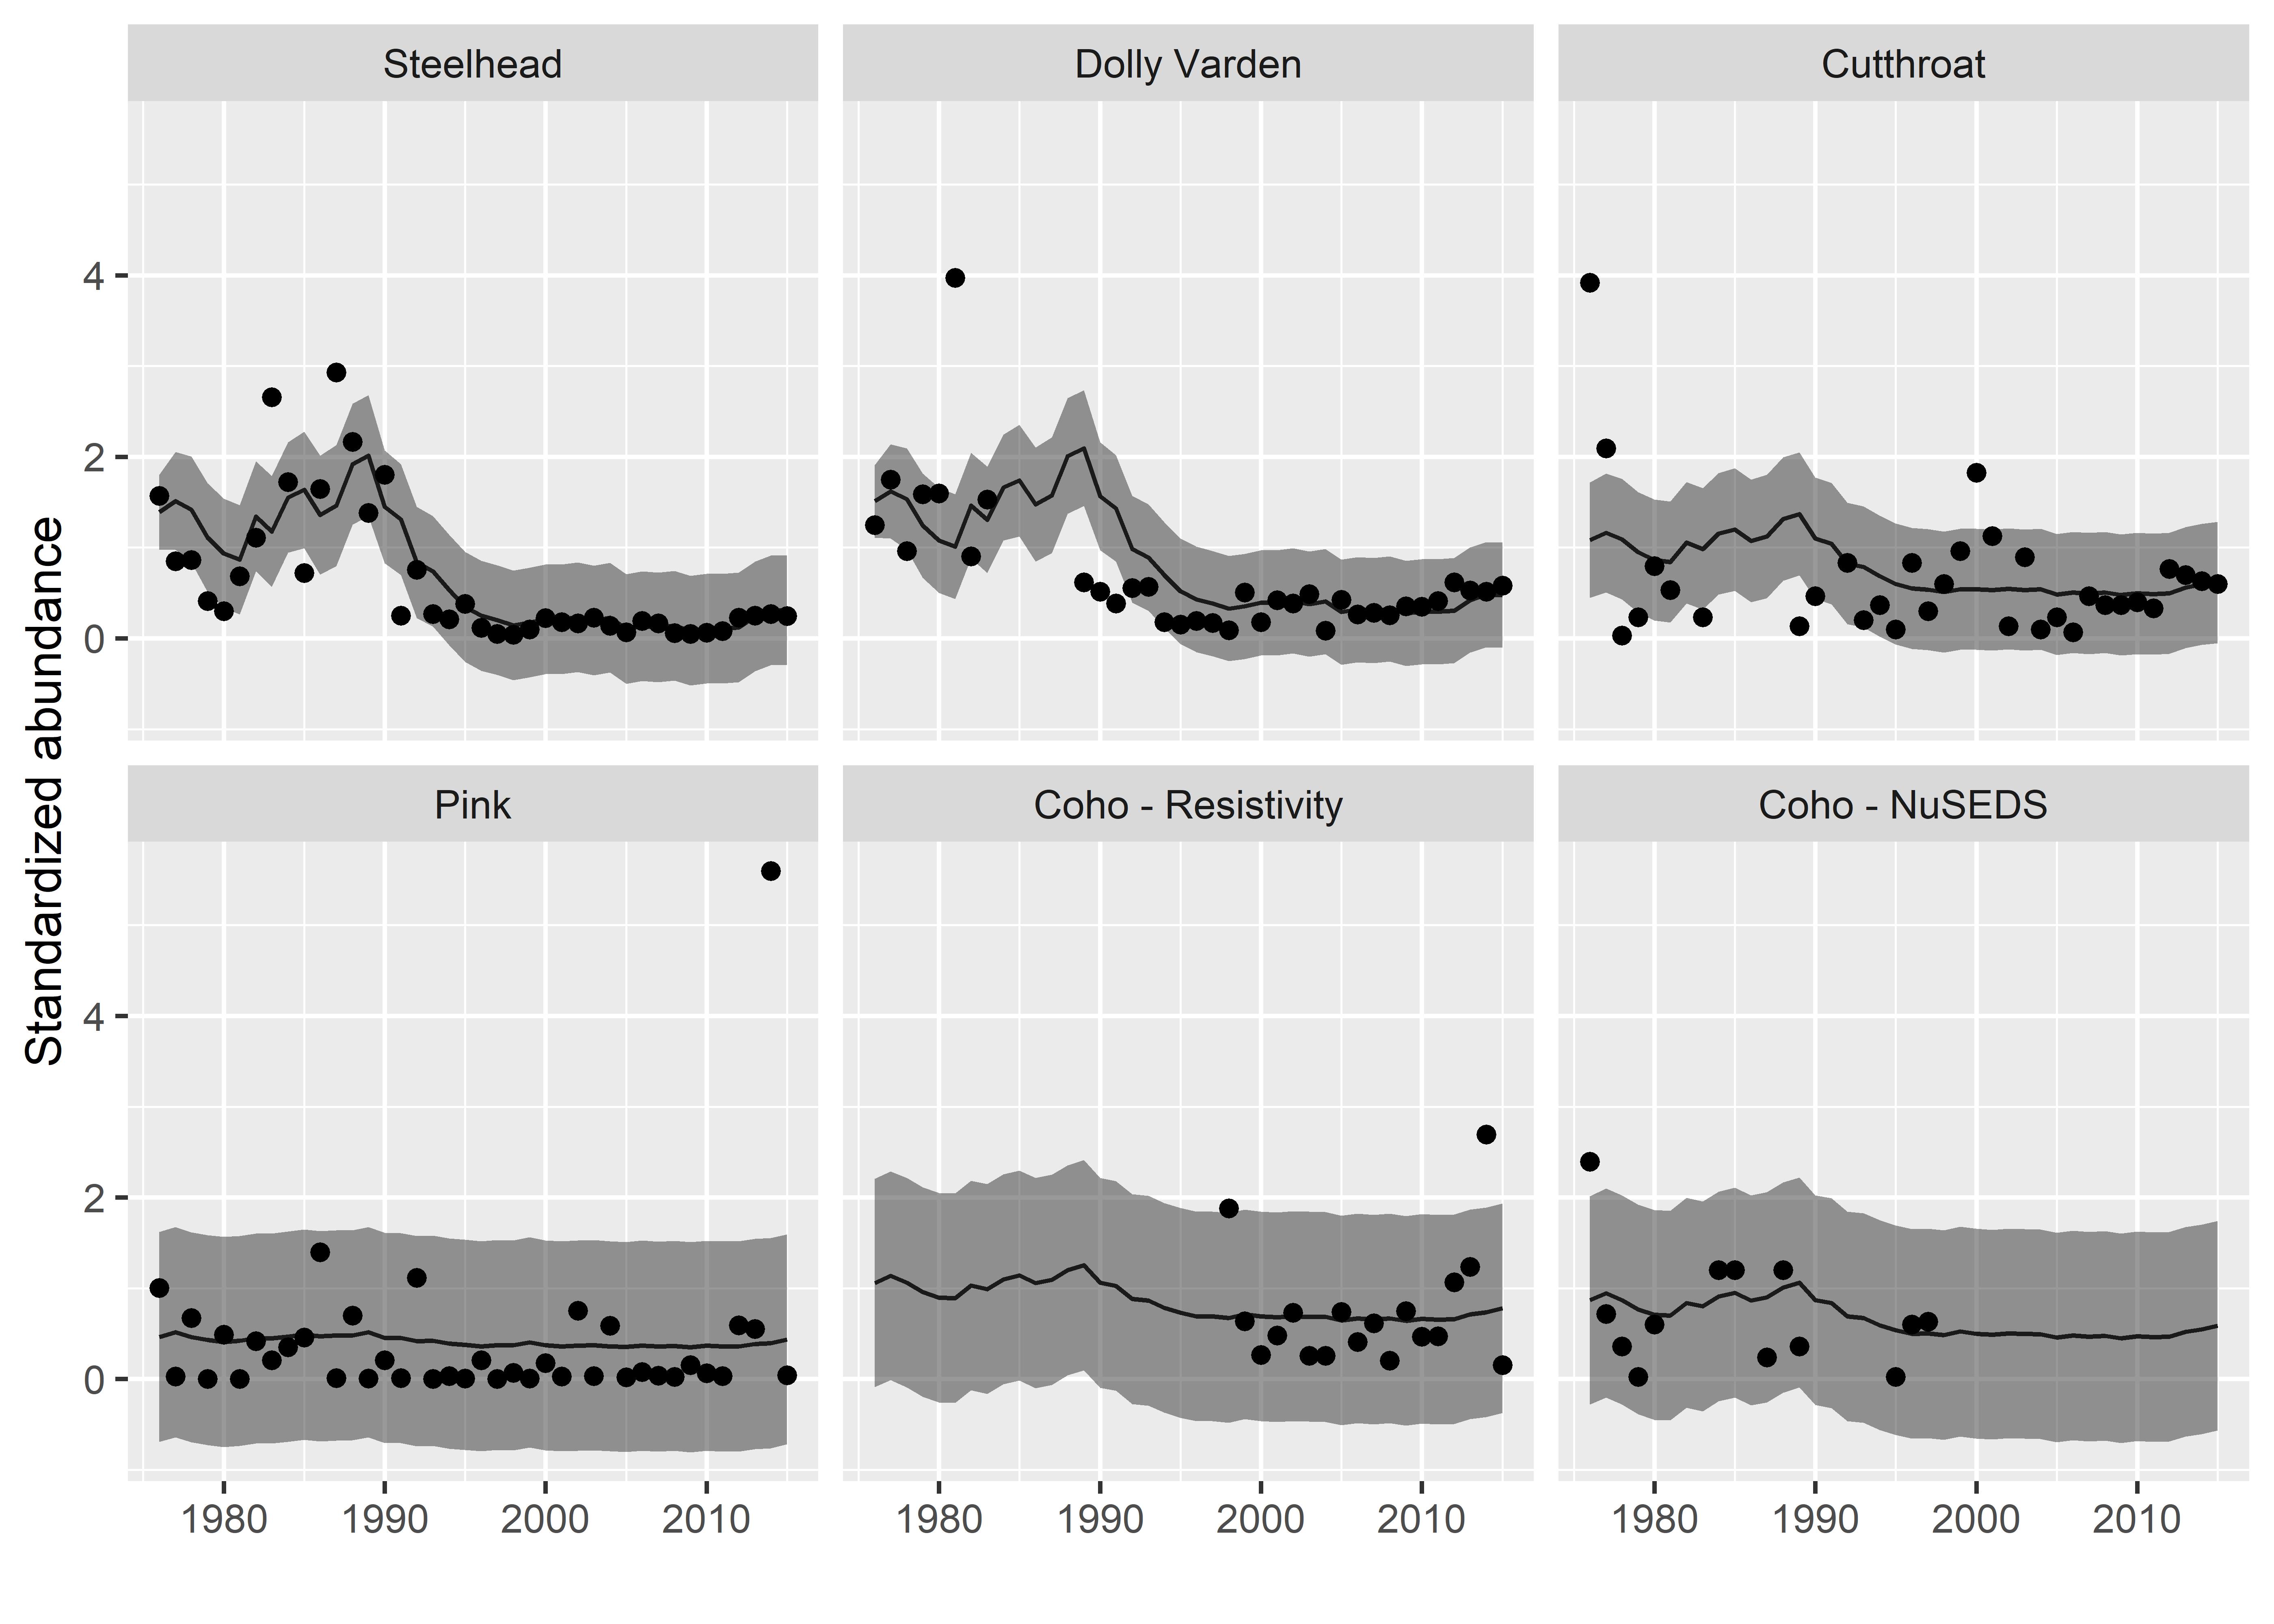 Steelhead
Dolly Varden
Cutthroat
4
2
0
Standardized abundance
Pink
Coho - Resistivity
Coho - NuSEDS
4
2
0
1980 1990 2000 2010
1980 1990 2000 2010
1980 1990 2000 2010